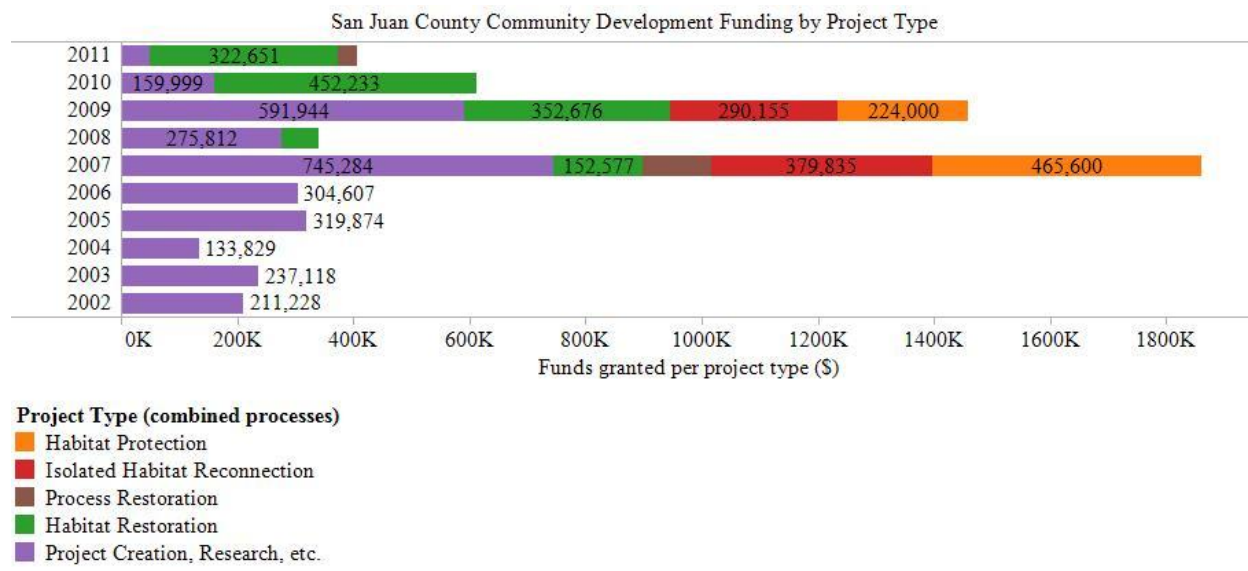 San Juan County Community Development Funding by Project Type
2011 322,651
2010 159,999 452,233
2009 591,944 352,676 290,155 224,000
2008 275,812
2007 745,284 152,577 379,835 465,600
2006 304,607
2005 319,874
2004 133,829
2003 237,118
2002 211,228
0K 200K 400K 600K 800K 1000K 1200K 1400K 1600K 1800K
Funds granted per project type ($)
Project Type (combined processes)
Habitat Protection
Isolated Habitat Reconnection
Process Restoration
Habitat Restoration
Project Creation, Research, etc.